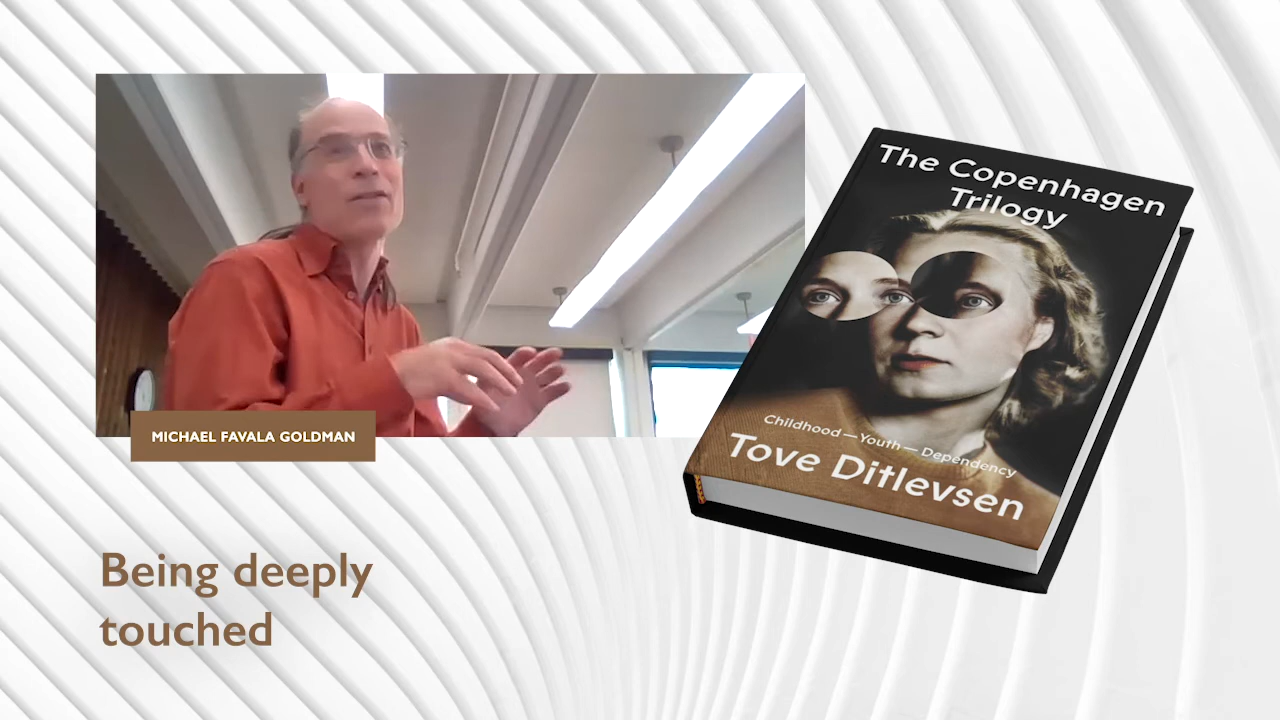 MICHAEL FAVALA GOLDMAN
Being deeply
touched
The Copenhagen
Trilogy
Childhood — Youth — Dependency
Tove Ditlevsen